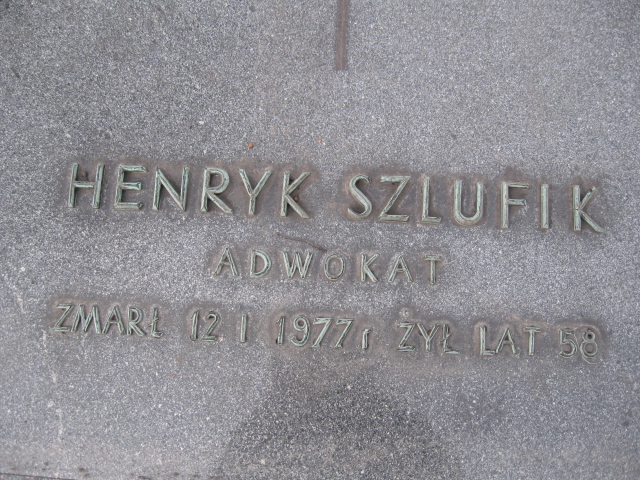 HENRYK SZLUFIK
ADWOKAT
ZMARŁ 12 I 1977 r ŻYŁ LAT 58